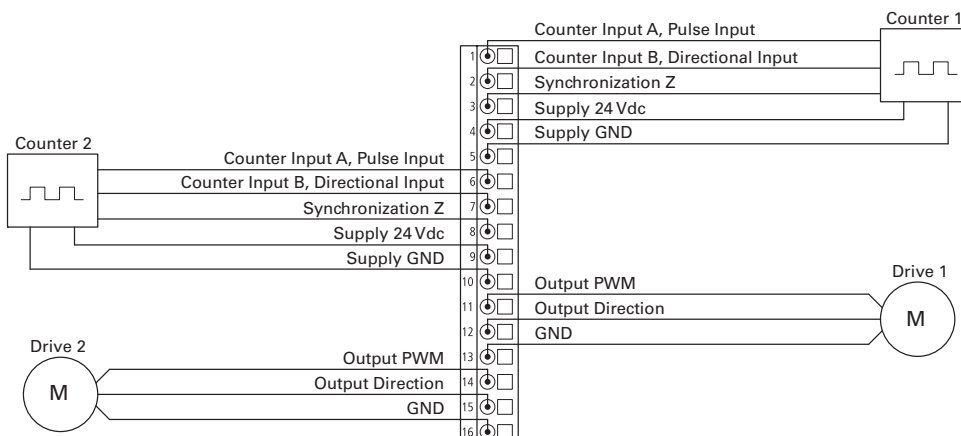 Counter 1
Counter Input A, Pulse Input
Counter Input B, Directional Input
Synchronization Z
Supply 24 Vdc
Supply GND
Counter 2
Counter Input A, Pulse Input
Counter Input B, Directional Input
Synchronization Z
Supply 24 Vdc
Supply GND
1
2
3
4
5
6
7
8
9
10
11
12
13
14
15
16
Drive 1
Output PWM
Output Direction
GND
M
Drive 2
Output PWM
Output Direction
GND
M